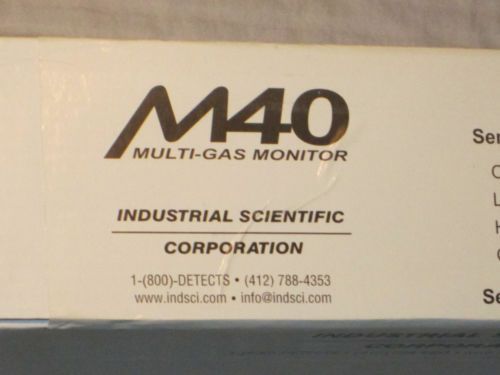 M40
MULTI-GAS MONITOR
INDUSTRIAL SCIENTIFIC
CORPORATION
1-(800)-DETECTS • (412) 788-4353
www.indsci.com • info@indsci.com
INDUSTRIAL